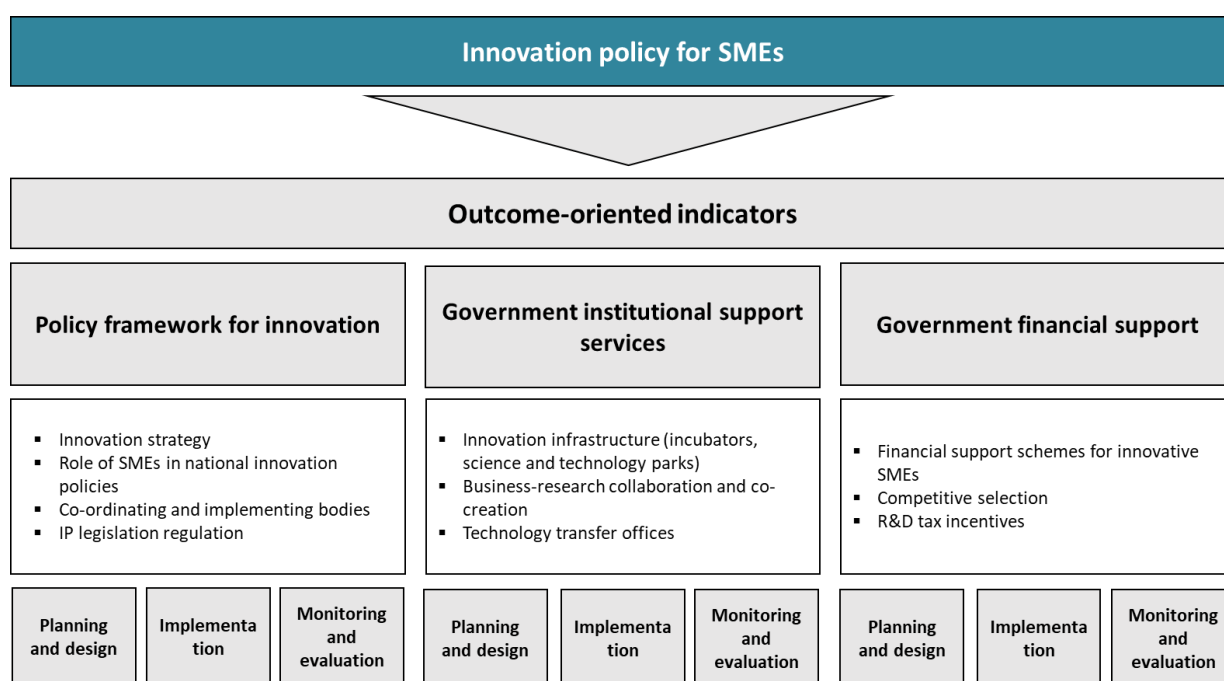 Innovation policy for SMEs
Outcome-oriented indicators
Policy framework for innovation
Government institutional support
services
Government financial support
▪ Innovation strategy
▪ Role of SMEs in national innovation
policies
▪ Co-ordinating and implementing bodies
▪ IP legislation regulation
▪ Innovation infrastructure (incubators,
science and technology parks)
▪ Business-research collaboration and co-
creation
▪ Technology transfer offices
▪ Financial support schemes for innovative
SMEs
▪ Competitive selection
▪ R&D tax incentives
Planning
and design
Implementa
tion
Monitoring
and
evaluation
Planning
and design
Implementa
tion
Monitoring
and
evaluation
Planning
and design
Implementa
tion
Monitoring
and
evaluation